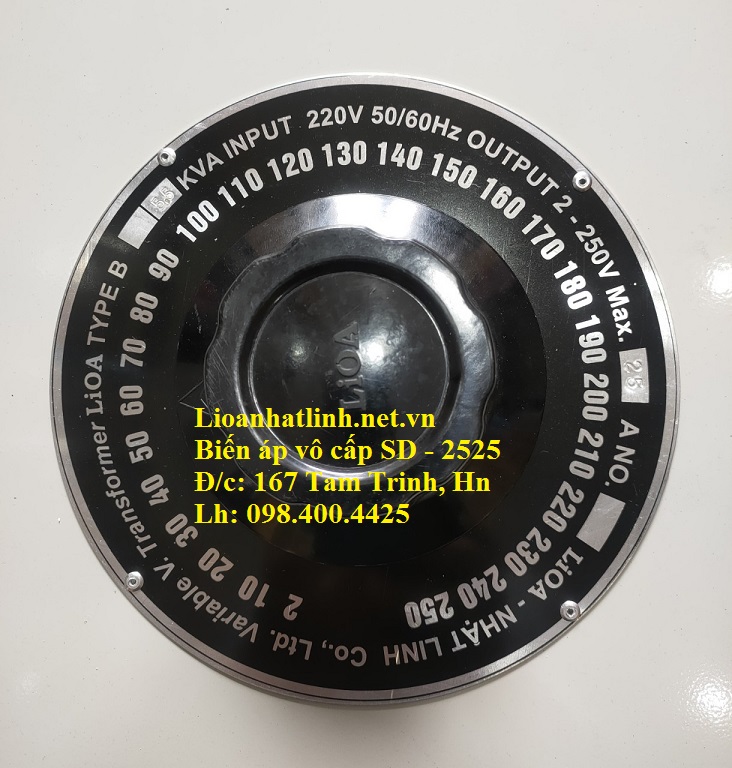 LiOA - NHẬT LINH Co., Ltd. Variable V. Transformer LiOA TYPE B KVA INPUT 220V 50/60Hz OUTPUT 2 - 250V Max. 25 A NO.
2 10 20 30 40 50 60 70 80 90 100 110 120 130 140 150 160 170 180 190 200 210 220 230 240 250
LiOA
Lioanhatlinh.net.vn
Biến áp vô cấp SD - 2525
Đ/c: 167 Tam Trinh, Hn
Lh: 098.400.4425